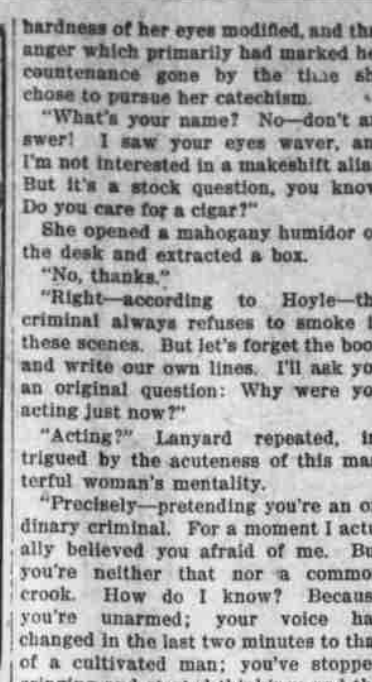 hardness of her eyes modified, and the
anger which primarily had marked he
countenance gone by the time sh
chose to pursue her catechism.
"What's your name? No—don't an
swer! I saw your eyes waver, an
I'm not interested in a makeshift alias
But it's a stock question, you know
Do you care for a cigar?"
She opened a mahogany humidor o
the desk and extracted a box.
"No, thanks."
"Right—according to Hoyle—th
criminal always refuses to smoke i
these scenes. But let's forget the boo
and write our own lines. I'll ask yo
an original question: Why were yo
acting just now?"
"Acting?" Lanyard repeated, in
trigued by the acuteness of this mas
terful woman's mentality.
"Precisely—pretending you're an or
dinary criminal. For a moment I actu
ally believed you afraid of me. Bu
you're neither that nor a commo
crook. How do I know? Becaus
you're unarmed; your voice ha
changed in the last two minutes to tha
of a cultivated man; you've stoppe